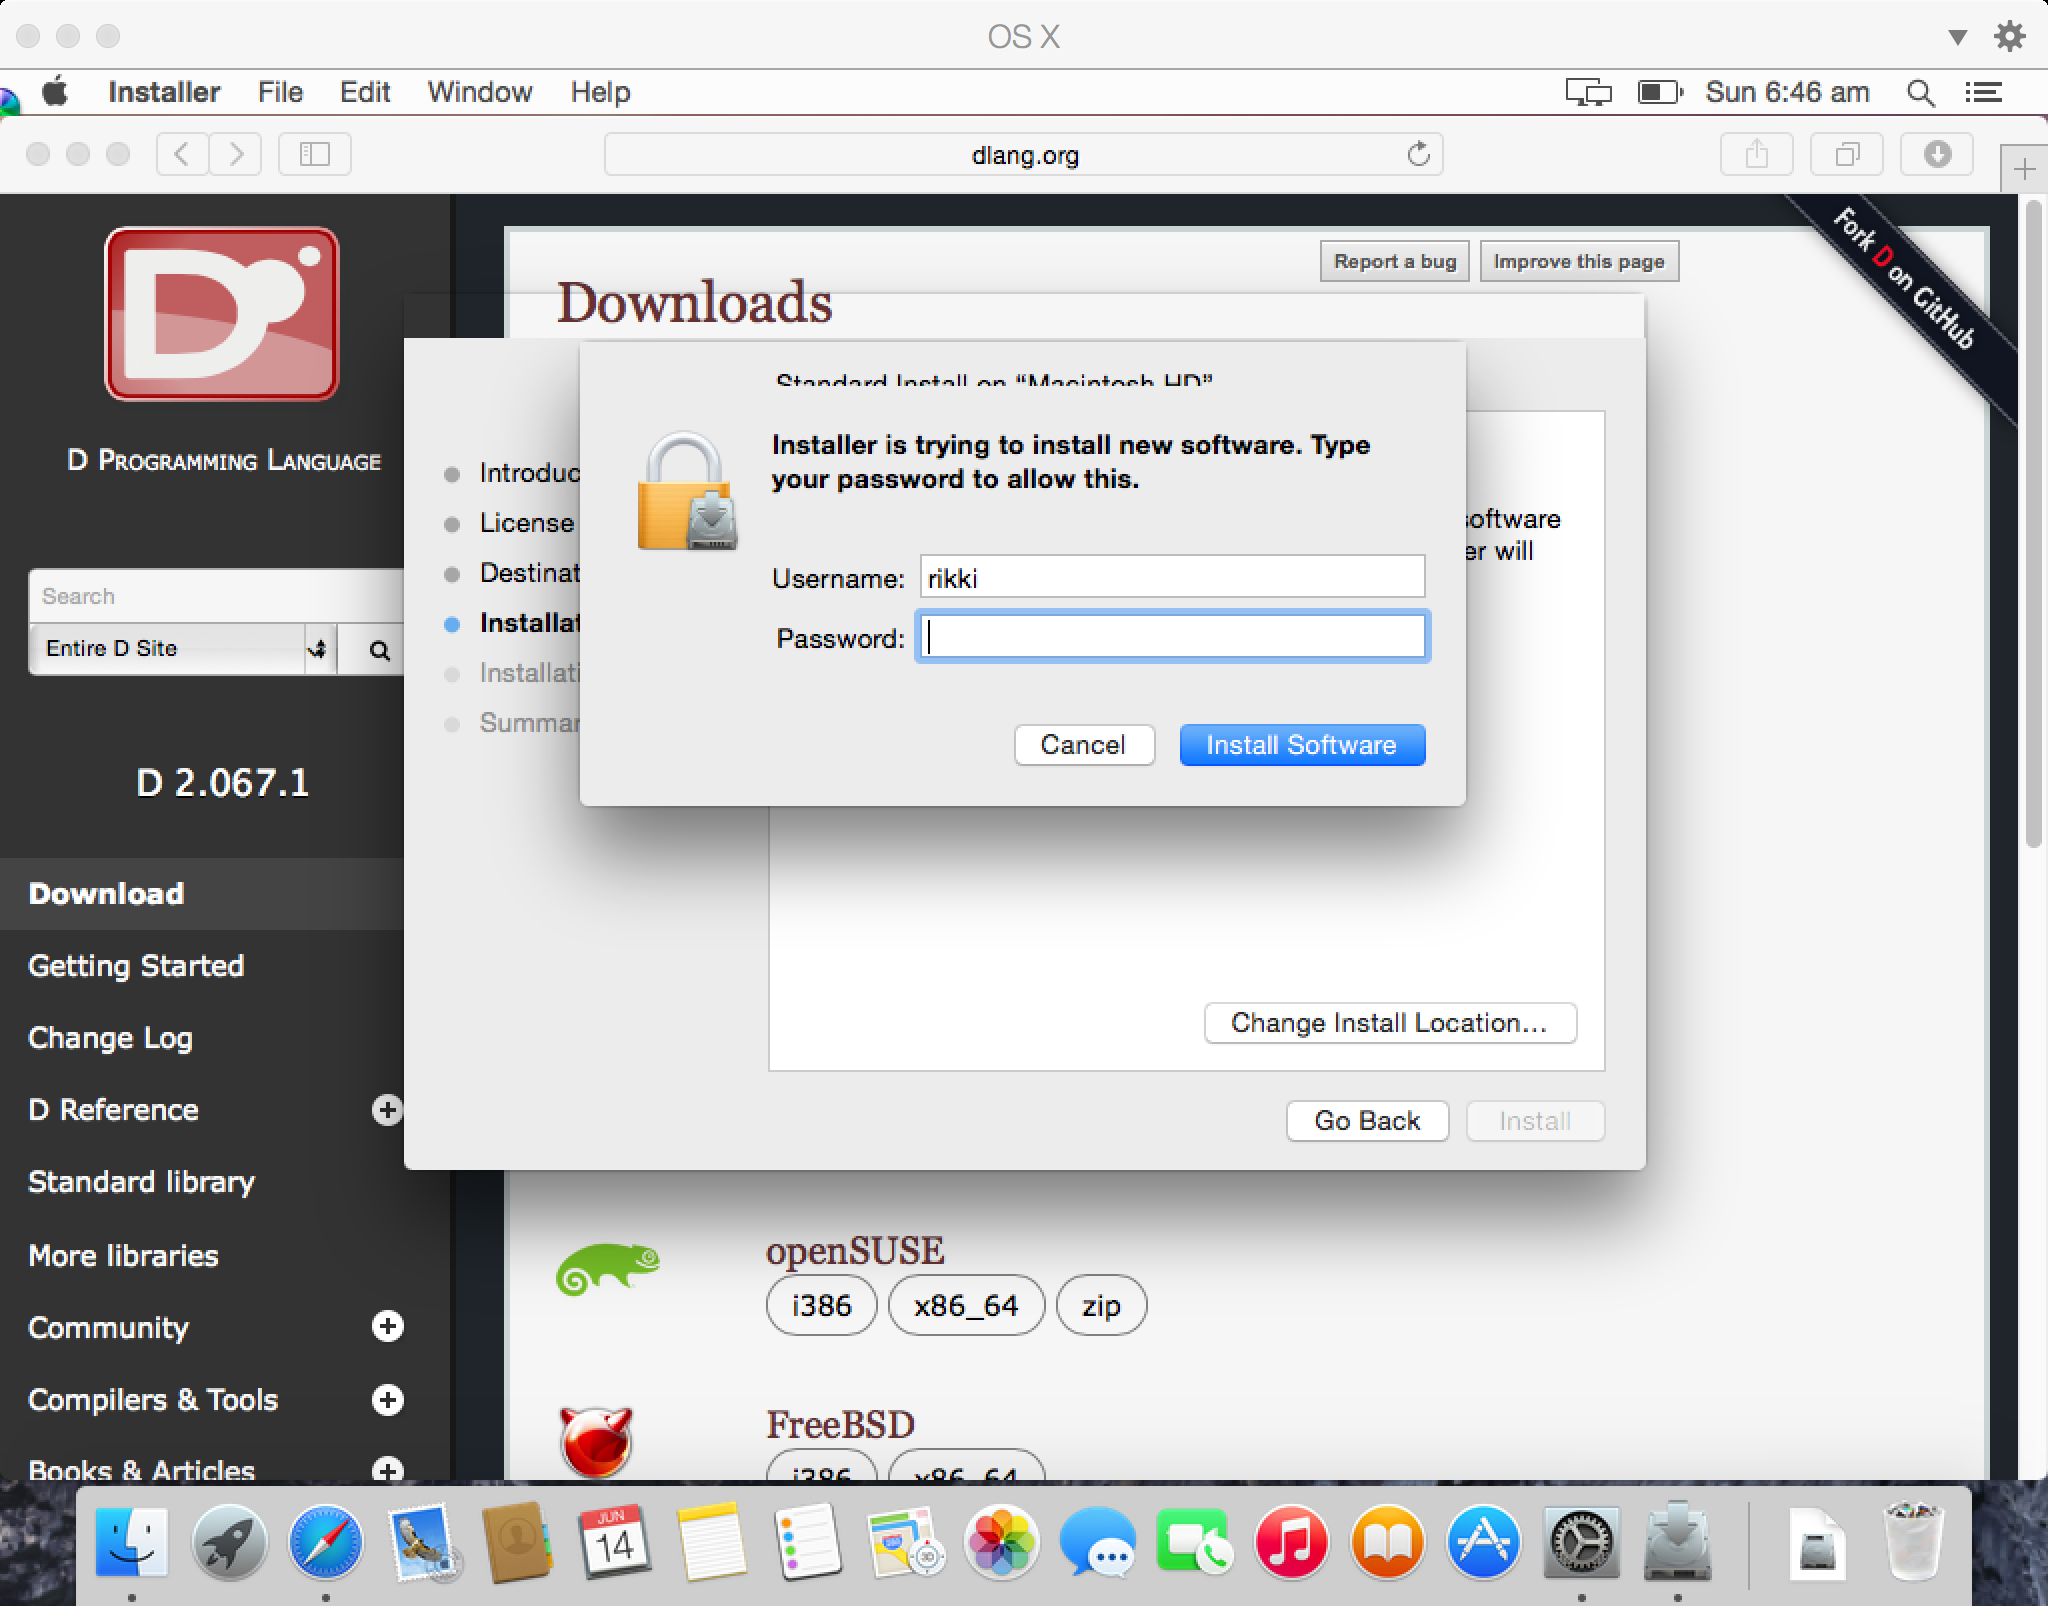 OS X
Installer File Edit Window Help
Sun 6:46 am
dlang.org
Fork D on GitHub
Report a bug Improve this page
Downloads
D PROGRAMMING LANGUAGE
Search
Entire D Site
D 2.067.1
Download
Getting Started
Change Log
D Reference
Standard library
More libraries
Community
Compilers & Tools
Books & Articles
Introduc
License
Destinat
Installat
Installati
Summar
Standard Install on “Macintosh HD”
Installer is trying to install new software. Type
your password to allow this.
Username: rikki
Password:
Cancel Install Software
software
er will
Change Install Location...
Go Back Install
openSUSE
i386 x86_64 zip
FreeBSD
i386 x86_64
JUN
14